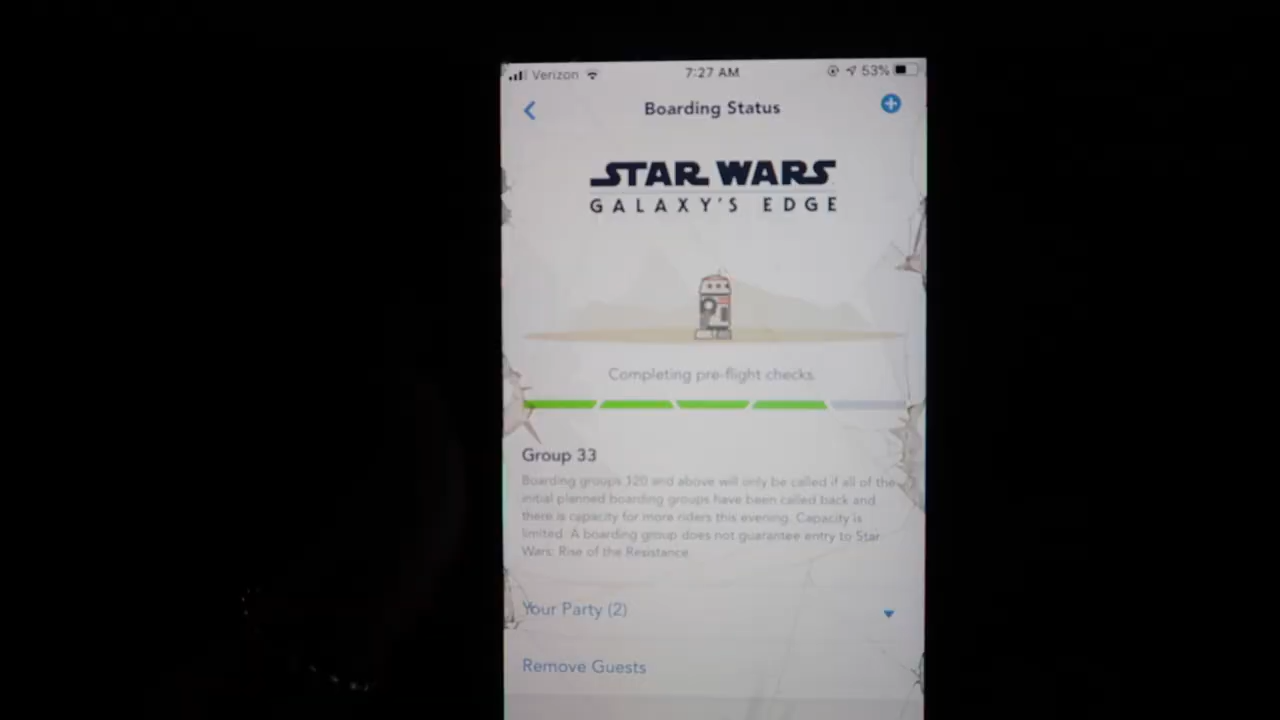 Verizon 7:27 AM 53%
Boarding Status
STAR WARS
GALAXY'S EDGE
Completing pre-flight checks.
Group 33
Boarding groups 120 and above will only be called if all of the
initial planned boarding groups have been called back and
there is capacity for more riders this evening. Capacity is
limited. A boarding group does not guarantee entry to Star
Wars: Rise of the Resistance.
Your Party (2)
Remove Guests